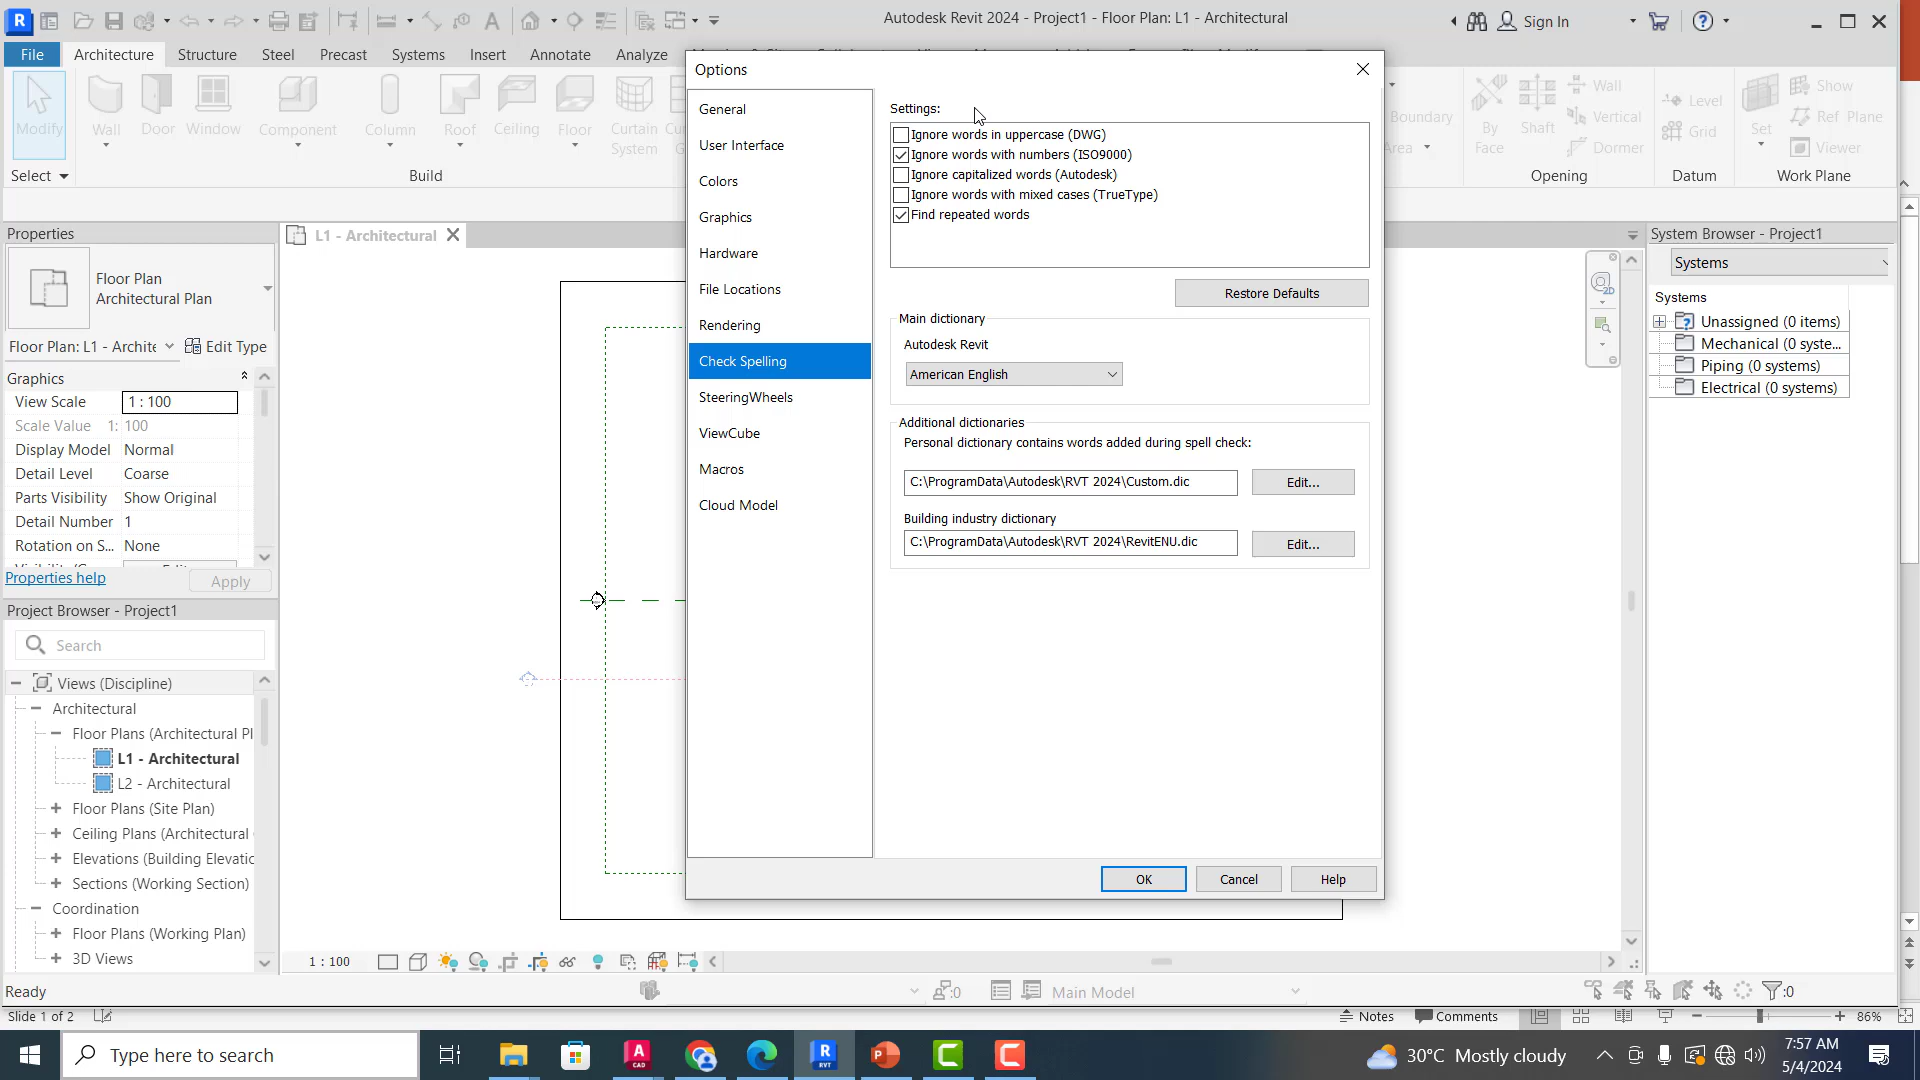 Autodesk Revit 2024 - Project1 - Floor Plan: L1 - Architectural
Sign In
File
Architecture
Structure
Steel
Precast
Systems
Insert
Annotate
Analyze
Modify
Wall
Door
Window
Component
Column
Roof
Ceiling
Floor
Curtain
System
Select
Build
By
Face
Shaft
Wall
Vertical
Dormer
Opening
Level
Grid
Datum
Set
Show
Ref Plane
Viewer
Work Plane
Boundary
Area
Options
General
User Interface
Colors
Graphics
Hardware
File Locations
Rendering
Check Spelling
SteeringWheels
ViewCube
Macros
Cloud Model
Settings:
Ignore words in uppercase (DWG)
Ignore words with numbers (ISO9000)
Ignore capitalized words (Autodesk)
Ignore words with mixed cases (TrueType)
Find repeated words
Restore Defaults
Main dictionary
Autodesk Revit
American English
Additional dictionaries
Personal dictionary contains words added during spell check:
C:\ProgramData\Autodesk\RVT 2024\Custom.dic
Edit...
Building industry dictionary
C:\ProgramData\Autodesk\RVT 2024\RevitENU.dic
Edit...
OK
Cancel
Help
Properties
L1 - Architectural
Floor Plan
Architectural Plan
Floor Plan: L1 - Archite
Edit Type
Graphics
View Scale 1 : 100
Scale Value 1: 100
Display Model Normal
Detail Level Coarse
Parts Visibility Show Original
Detail Number 1
Rotation on S... None
Properties help
Apply
Project Browser - Project1
Search
Views (Discipline)
Architectural
Floor Plans (Architectural Pl
L1 - Architectural
L2 - Architectural
Floor Plans (Site Plan)
Ceiling Plans (Architectural
Elevations (Building Elevatic
Sections (Working Section)
Coordination
Floor Plans (Working Plan)
3D Views
System Browser - Project1
Systems
Systems
Unassigned (0 items)
Mechanical (0 syste...
Piping (0 systems)
Electrical (0 systems)
2D
1 : 100
Ready
:0
Main Model
:0
Slide 1 of 2
Notes
Comments
86%
Type here to search
30°C Mostly cloudy
7:57 AM
5/4/2024